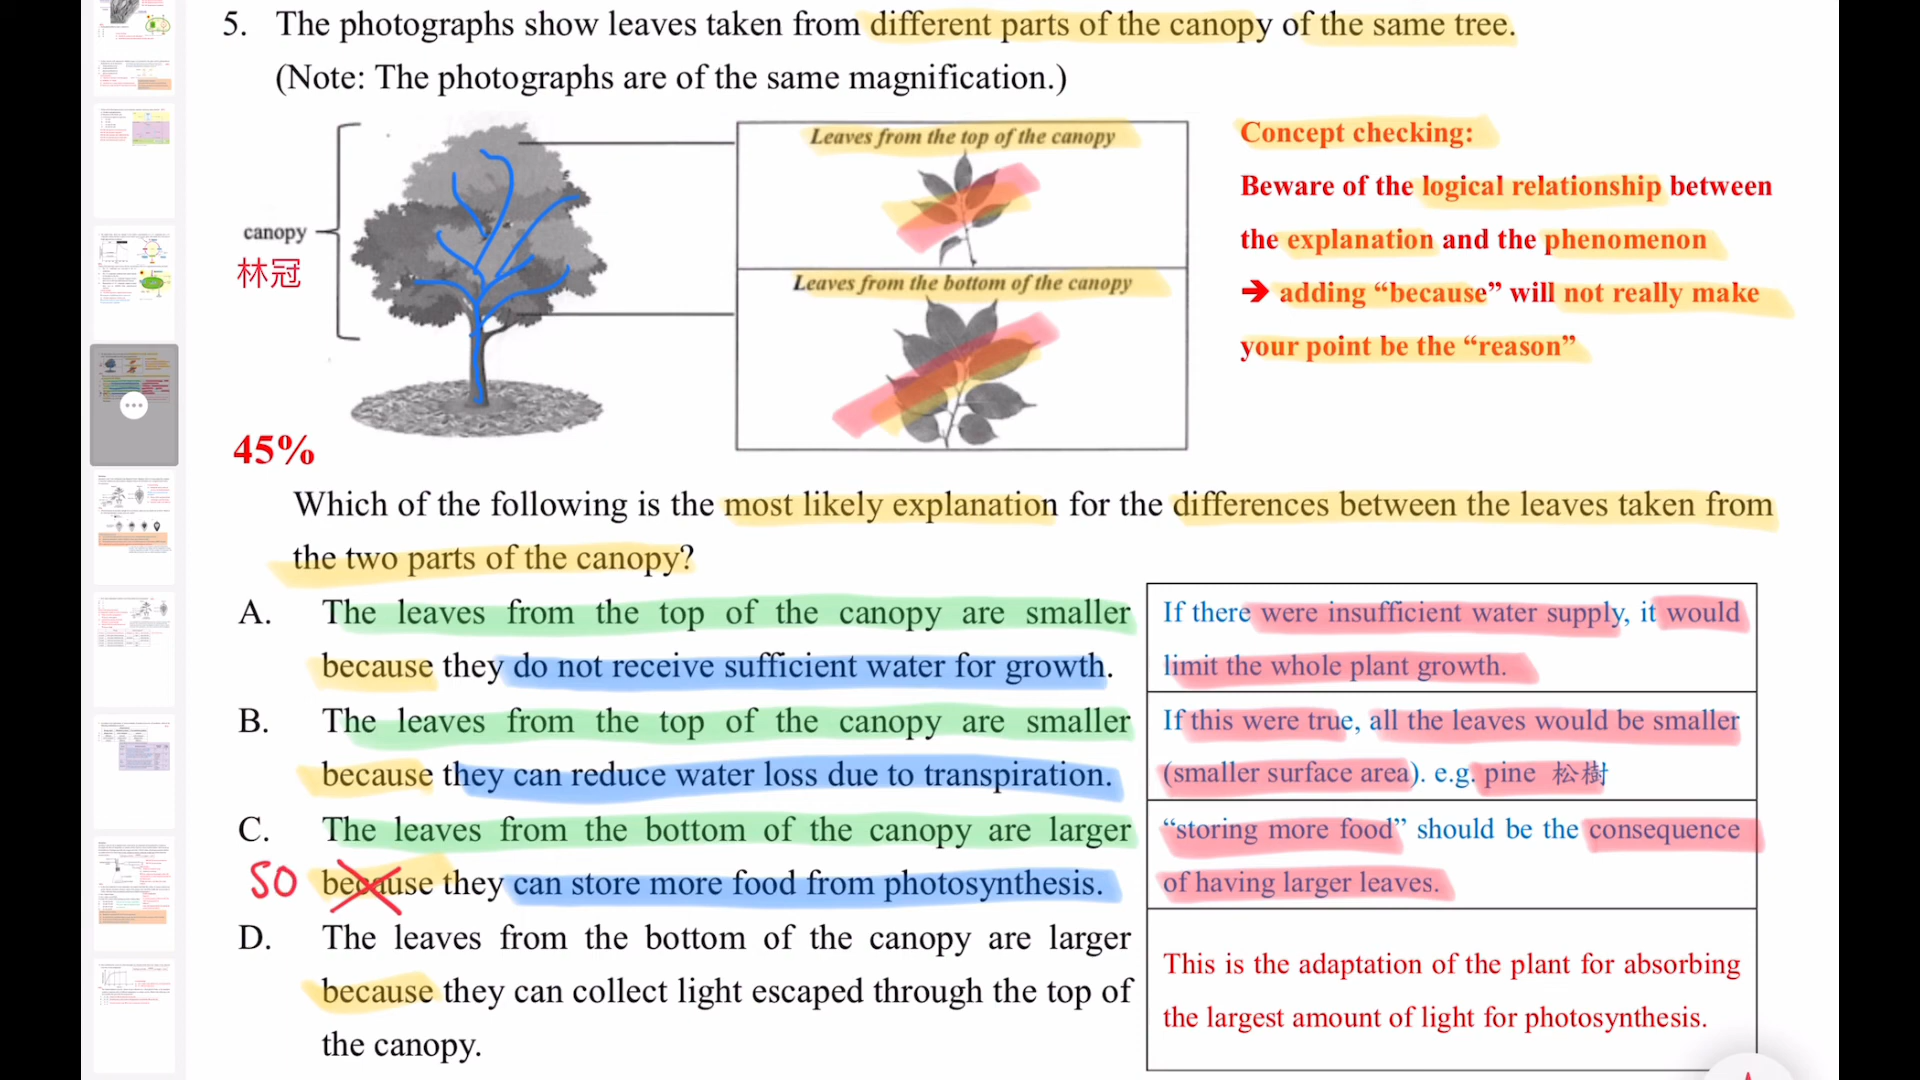 5. The photographs show leaves taken from different parts of the canopy of the same tree.
(Note: The photographs are of the same magnification.)
Leaves from the top of the canopy
Leaves from the bottom of the canopy
canopy
林冠
45%
Concept checking:
Beware of the logical relationship between
the explanation and the phenomenon
➔ adding “because” will not really make
your point be the “reason”
Which of the following is the most likely explanation for the differences between the leaves taken from
the two parts of the canopy?
A. The leaves from the top of the canopy are smaller
because they do not receive sufficient water for growth.
If there were insufficient water supply, it would
limit the whole plant growth.
B. The leaves from the top of the canopy are smaller
because they can reduce water loss due to transpiration.
If this were true, all the leaves would be smaller
(smaller surface area). e.g. pine 松樹
C. The leaves from the bottom of the canopy are larger
so because they can store more food from photosynthesis.
“storing more food” should be the consequence
of having larger leaves.
D. The leaves from the bottom of the canopy are larger
because they can collect light escaped through the top of
the canopy.
This is the adaptation of the plant for absorbing
the largest amount of light for photosynthesis.